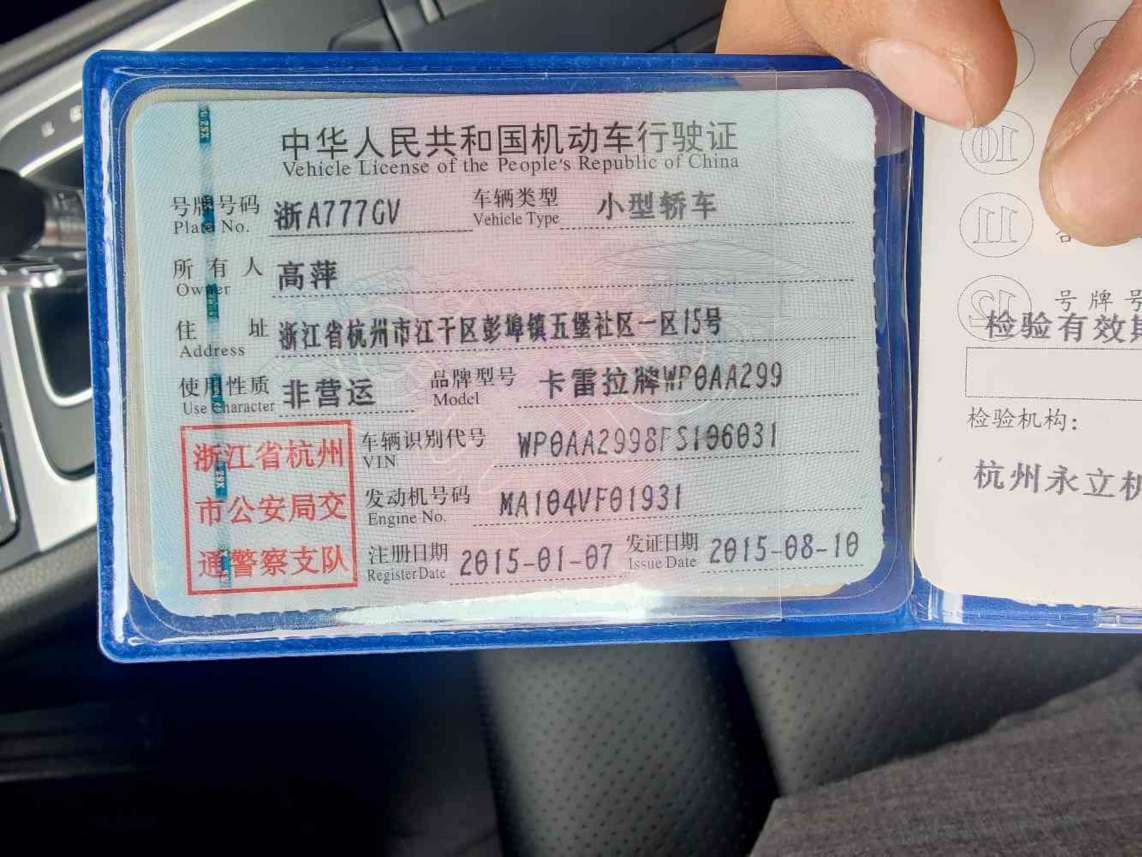 中华人民共和国机动车行驶证
Vehicle License of the People's Republic of China
号牌号码 浙A777GV 车辆类型 小型轿车
Plate No. Vehicle Type
所有人 高萍
Owner
住址 浙江省杭州市江干区彭埠镇五堡社区一区15号
Address
使用性质 非营运 品牌型号 卡雷拉牌WP0AA299
Use Character Model
浙江省杭州
市公安局交
通警察支队
车辆识别代号 WP0AA2998FS106031
VIN
发动机号码 MA104VF01931
Engine No.
注册日期 2015-01-07 发证日期 2015-08-10
Register Date Issue Date
10
11
12
号牌号
检验有效期
检验机构:
杭州永立机